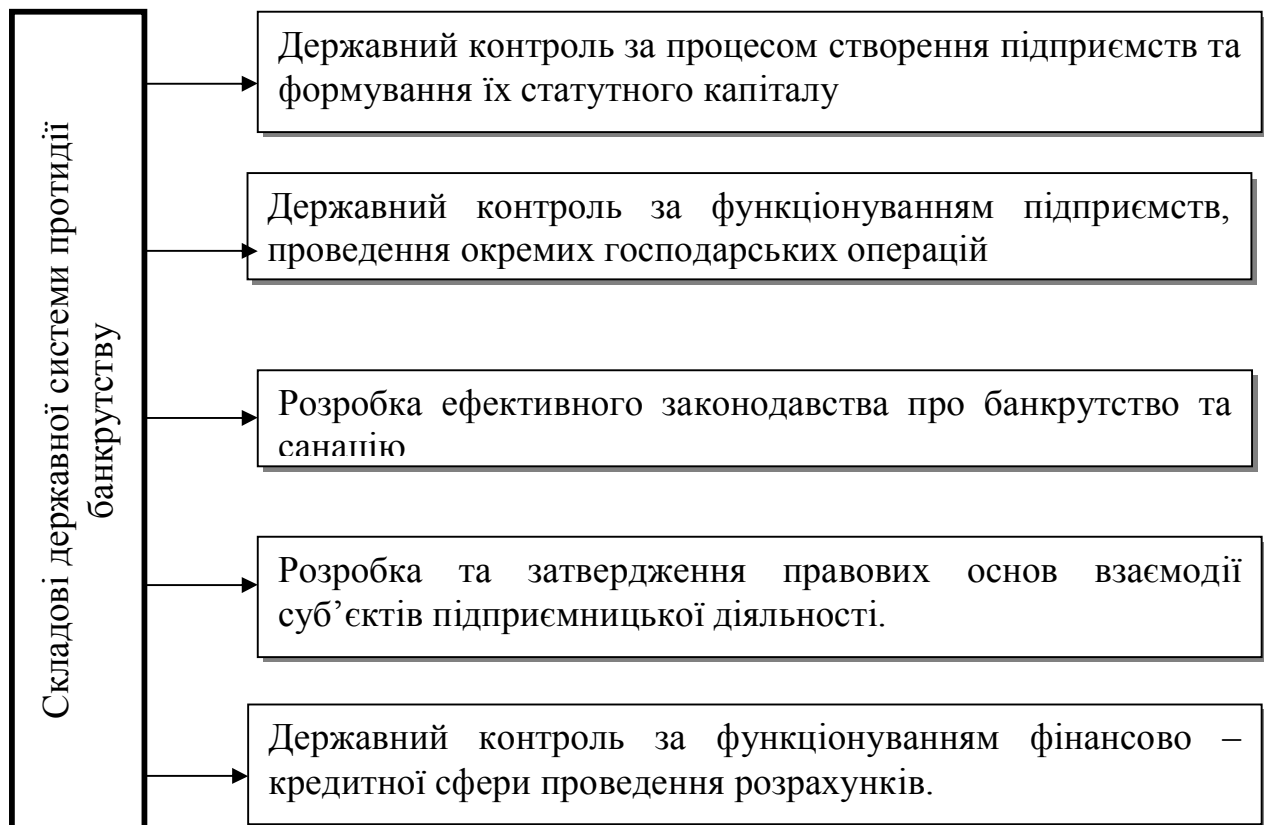 Складові державної системи протидії
банкрутству
Державний контроль за процесом створення підприємств та
формування їх статутного капіталу
Державний контроль за функціонуванням підприємств,
проведення окремих господарських операцій
Розробка ефективного законодавства про банкрутство та
санацію
Розробка та затвердження правових основ взаємодії
суб’єктів підприємницької діяльності.
Державний контроль за функціонуванням фінансово –
кредитної сфери проведення розрахунків.